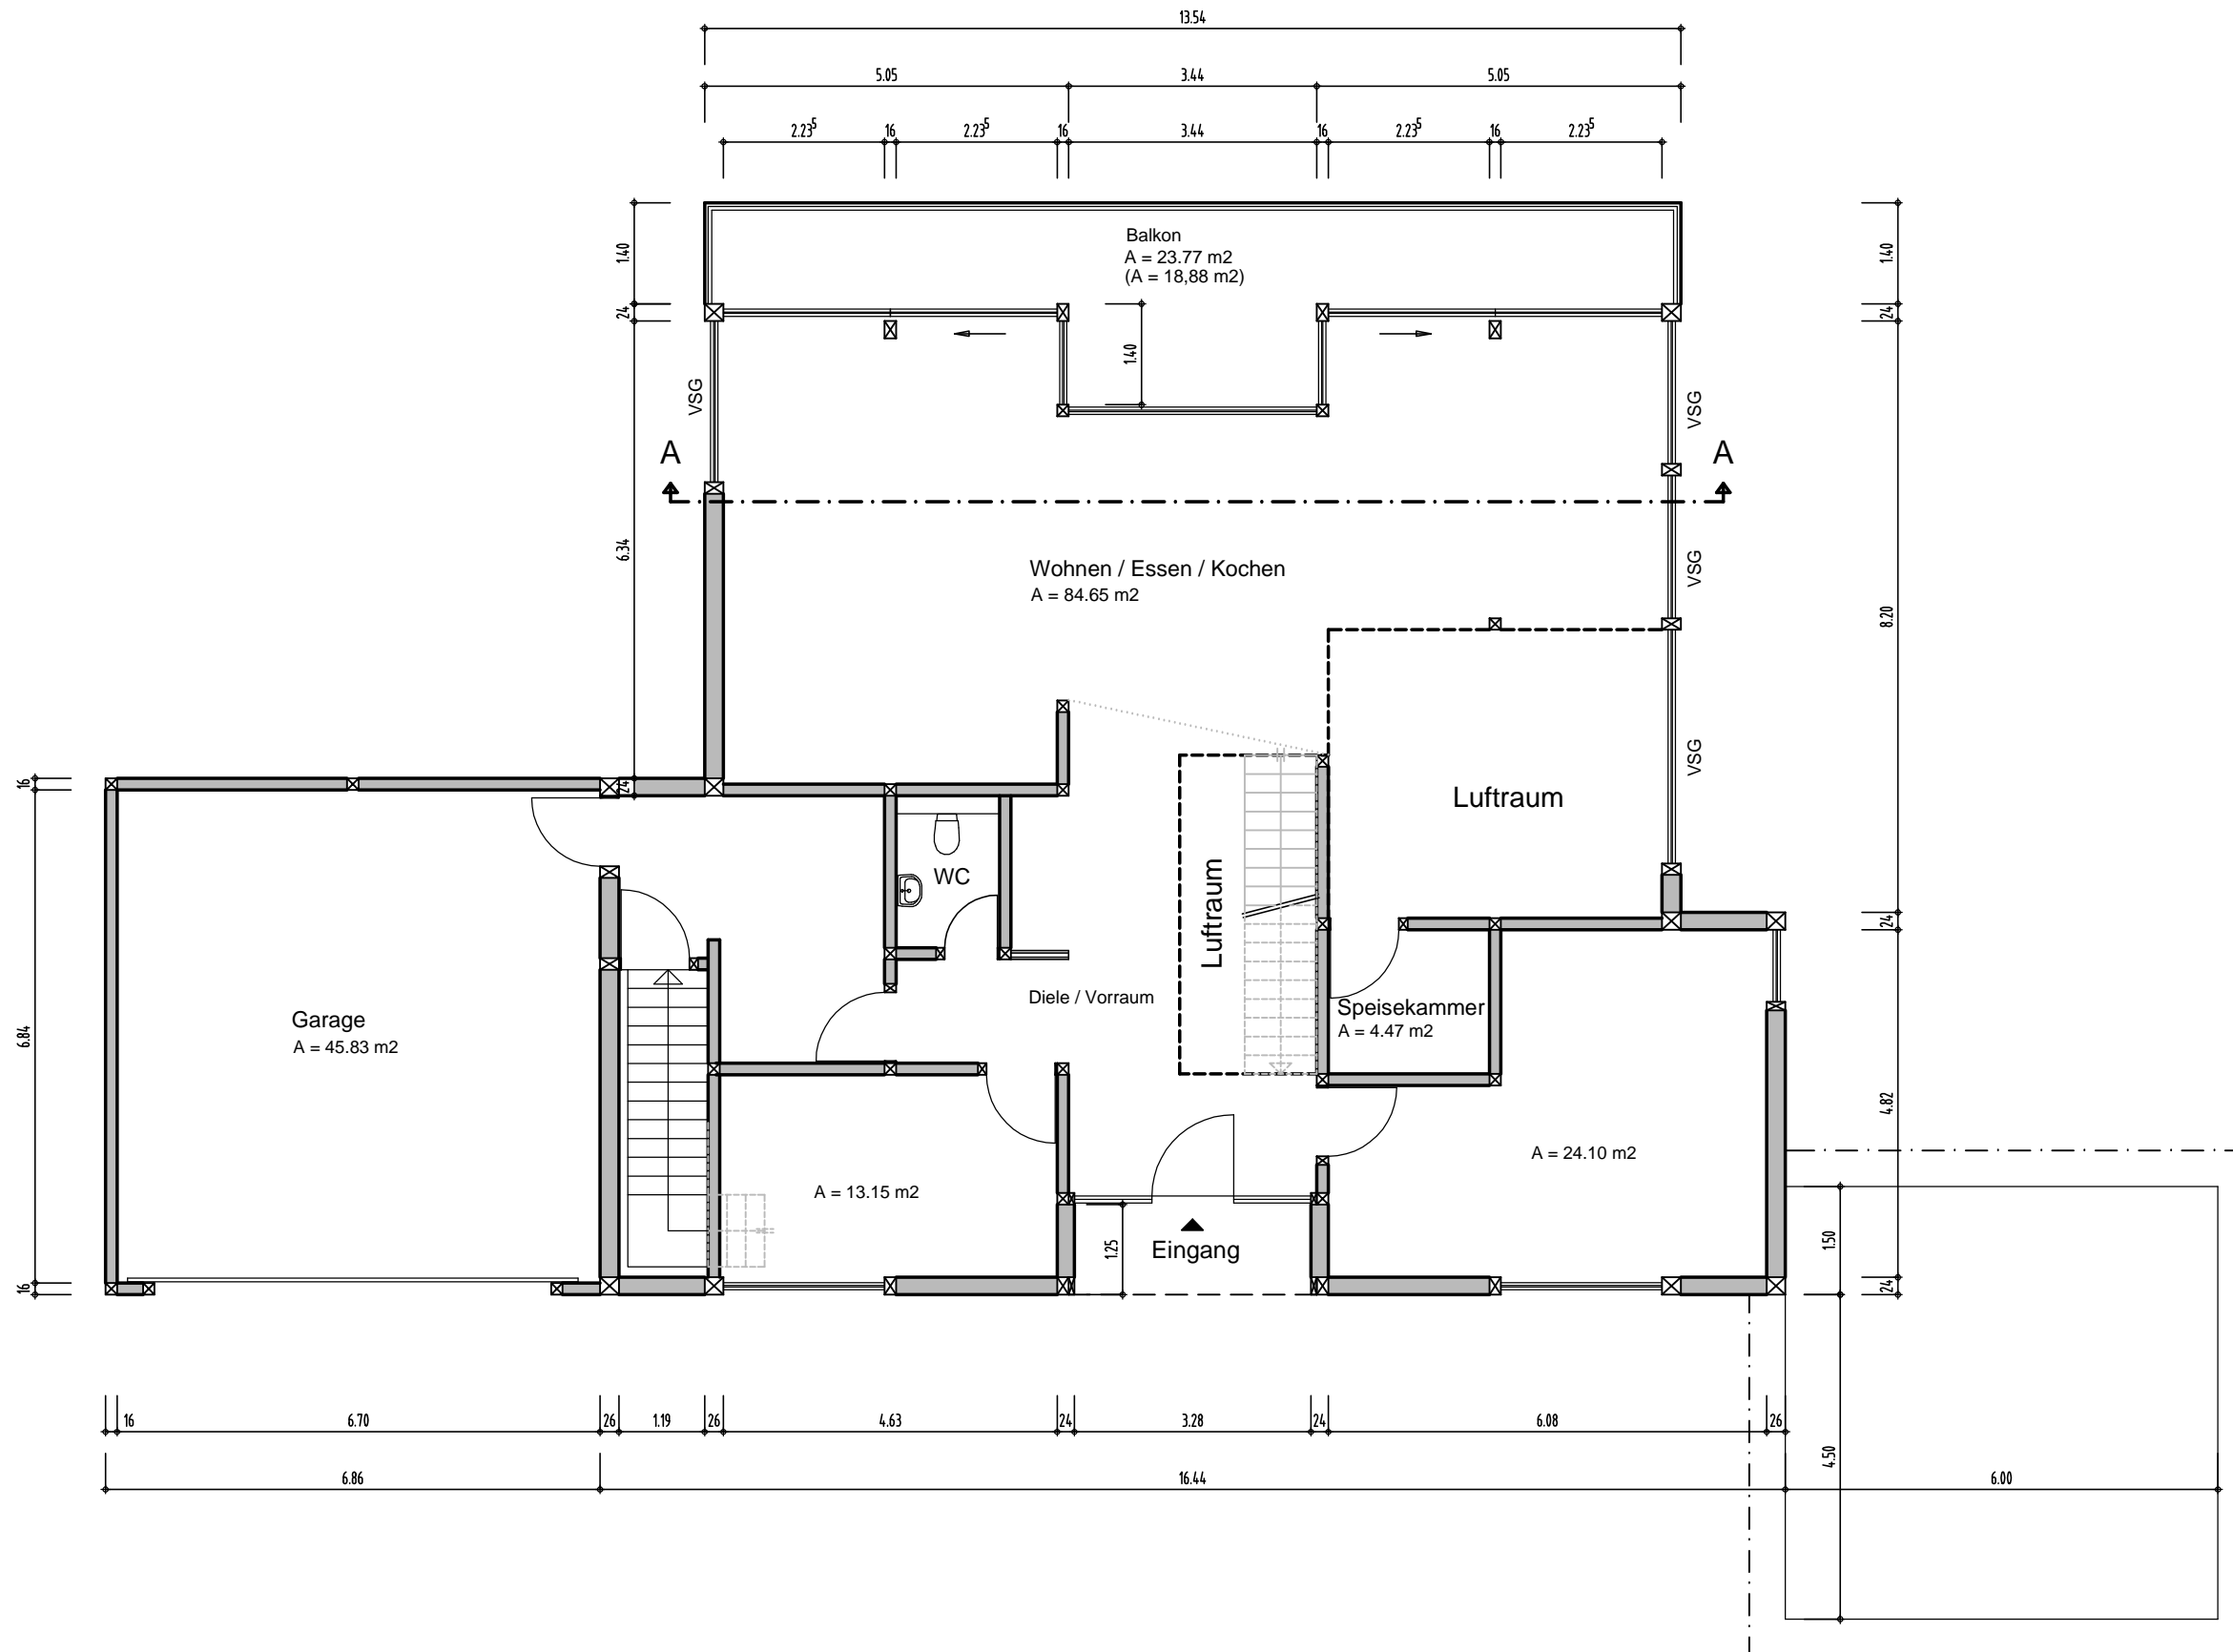 13.54
5.05 3.44 5.05
2.23⁵ 16 2.23⁵ 16 3.44 16 2.23⁵ 16 2.23⁵
1.40
1.40
Balkon
A = 23.77 m2
(A = 18,88 m2)
24
24
1.40
VSG
VSG
A
A
6.34
Wohnen / Essen / Kochen
A = 84.65 m2
VSG
8.20
VSG
Luftraum
16
24
WC
Luftraum
24
Diele / Vorraum
Speisekammer
A = 4.47 m2
Garage
A = 45.83 m2
6.84
4.82
A = 24.10 m2
A = 13.15 m2
1.25
Eingang
1.50
16
24
16 6.70 26 1.19 26 4.63 24 3.28 24 6.08 26
4.50
6.86 16.44 6.00